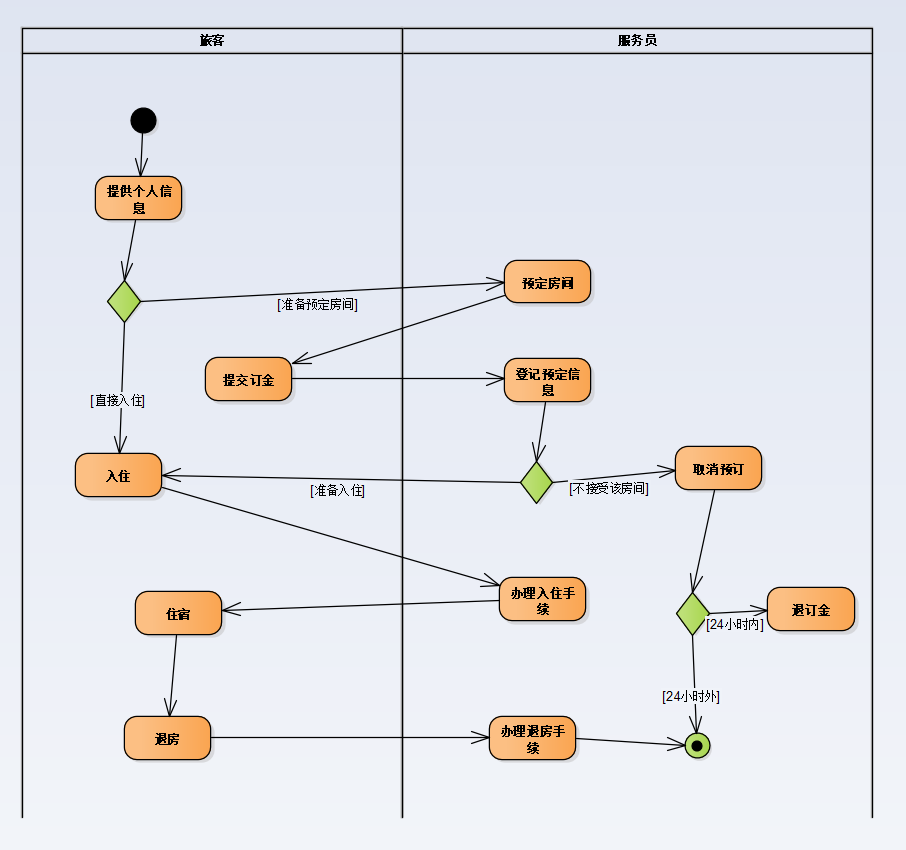 旅客
服务员
提供个人信
息
预定房间
[准备预定房间]
提交订金
登记预定信
息
[直接入住]
入住
[准备入住]
[不接受该房间]
取消预订
办理入住手
续
住宿
退订金
[24小时内]
[24小时外]
退房
办理退房手
续